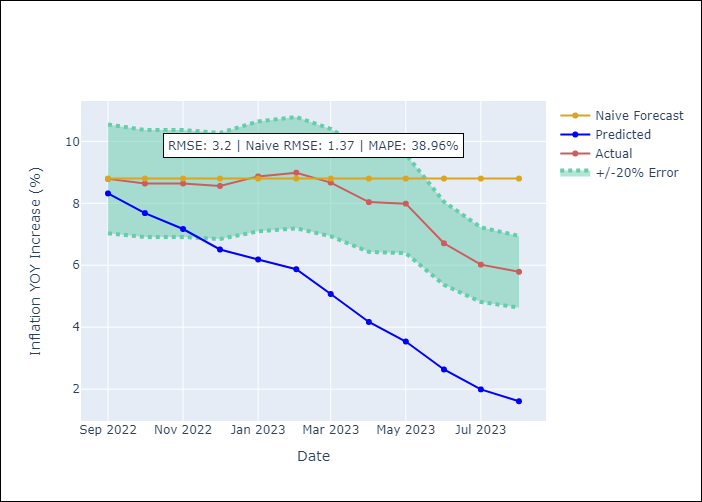 RMSE: 3.2 | Naive RMSE: 1.37 | MAPE: 38.96%
Naive Forecast
Predicted
Actual
+/-20% Error
10
8
6
4
2
Inflation YOY Increase (%)
Sep 2022 Nov 2022 Jan 2023 Mar 2023 May 2023 Jul 2023
Date